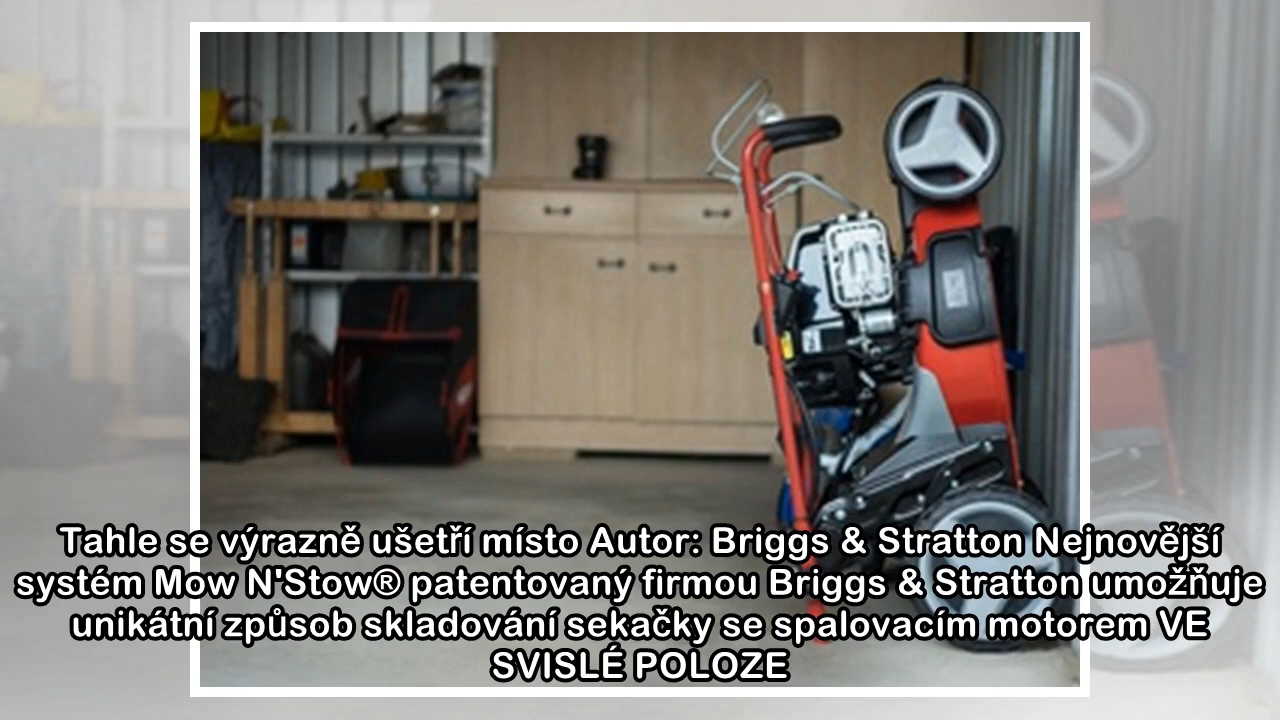 Tahle se výrazně ušetří místo Autor: Briggs & Stratton Nejnovější
systém Mow N'Stow® patentovaný firmou Briggs & Stratton umožňuje
unikátní způsob skladování sekačky se spalovacím motorem VE
SVISLÉ POLOZE